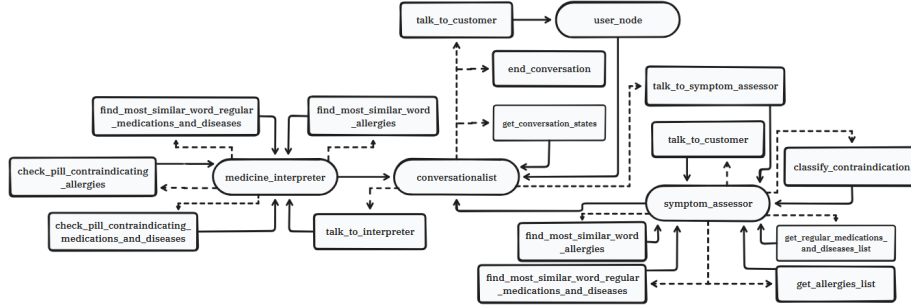 talk_to_customer
user_node
end_conversation
talk_to_symptom_assessor
find_most_similar_word_regular
_medications_and_diseases
find_most_similar_word
_allergies
get_conversation_states
talk_to_customer
check_pill_contraindicating
_allergies
medicine_interpreter
conversationalist
classify_contraindication
symptom_assessor
check_pill_contraindicating_
medications_and_diseases
talk_to_interpreter
find_most_similar_word
_allergies
get_regular_medications_
and_diseases_list
find_most_similar_word_regular
_medications_and_diseases
get_allergies_list